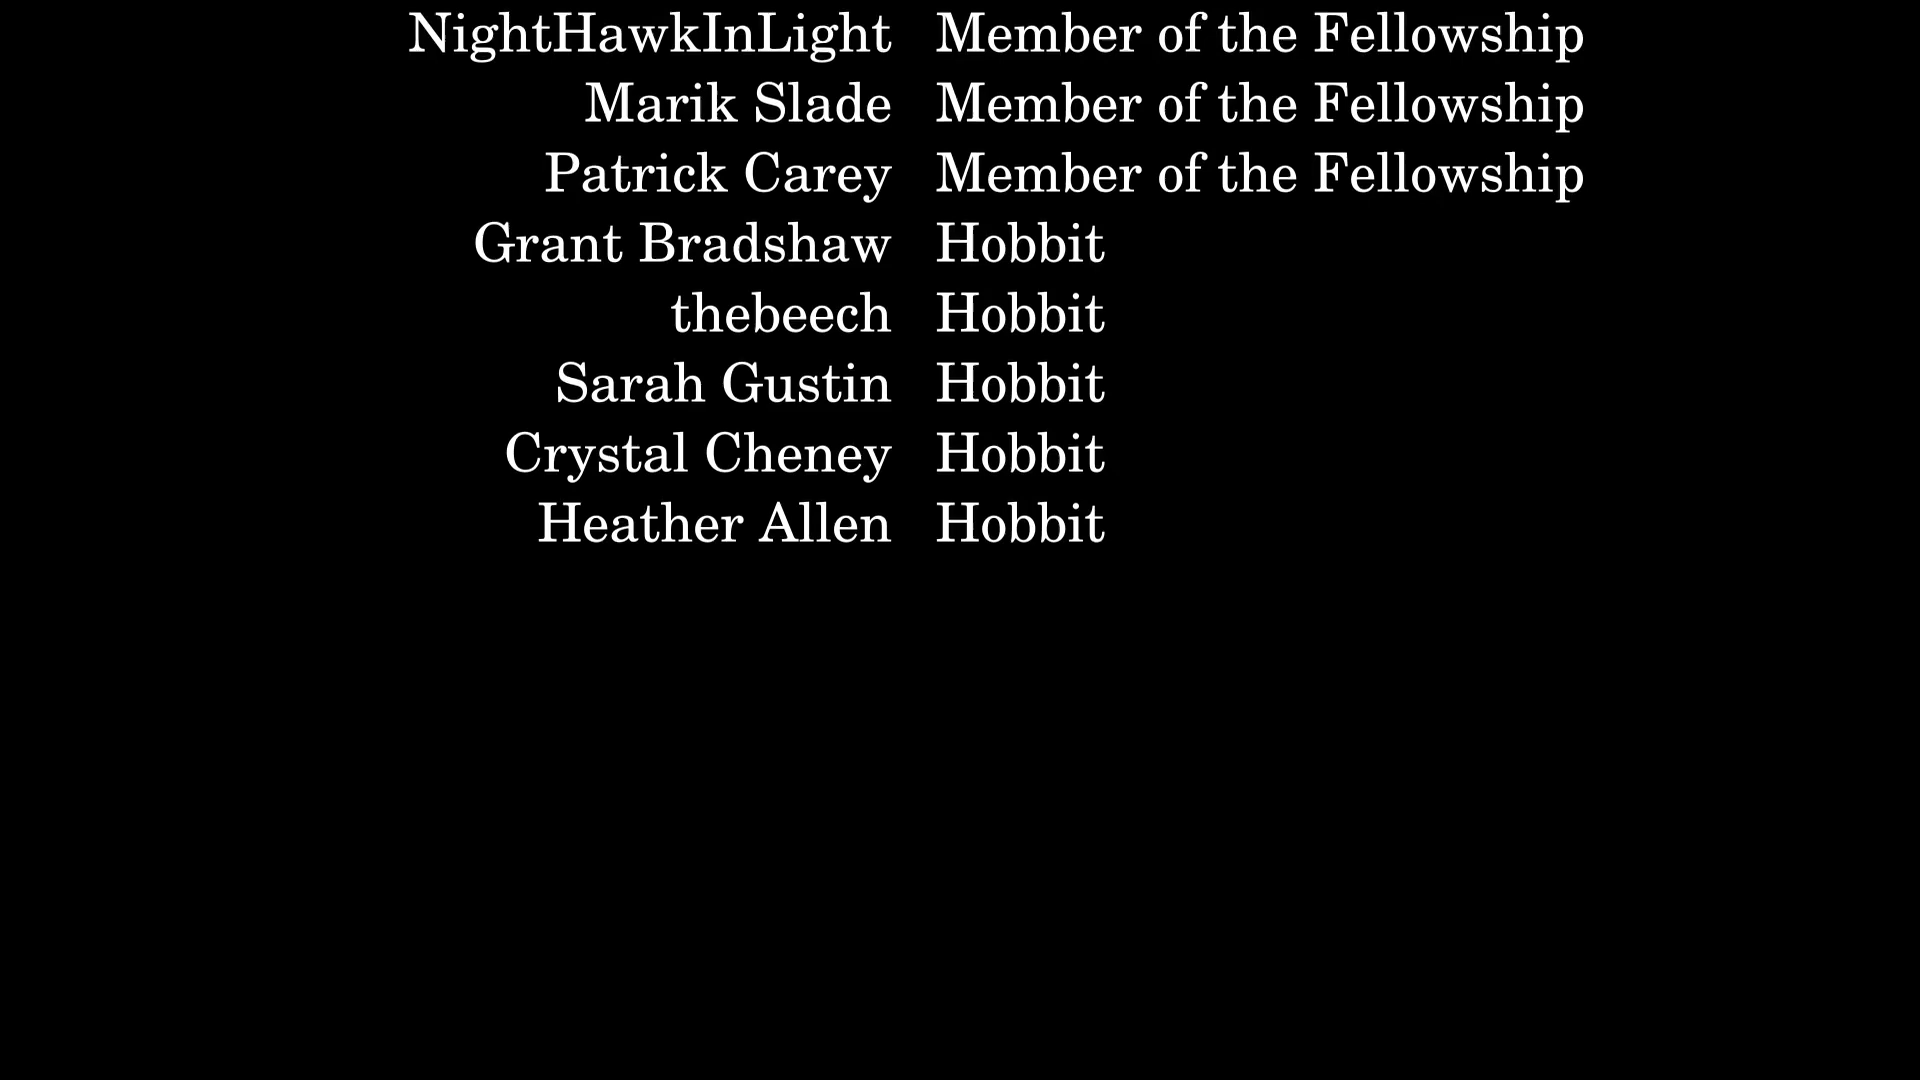 NightHawkInLight Member of the Fellowship
Marik Slade Member of the Fellowship
Patrick Carey Member of the Fellowship
Grant Bradshaw Hobbit
thebeech Hobbit
Sarah Gustin Hobbit
Crystal Cheney Hobbit
Heather Allen Hobbit